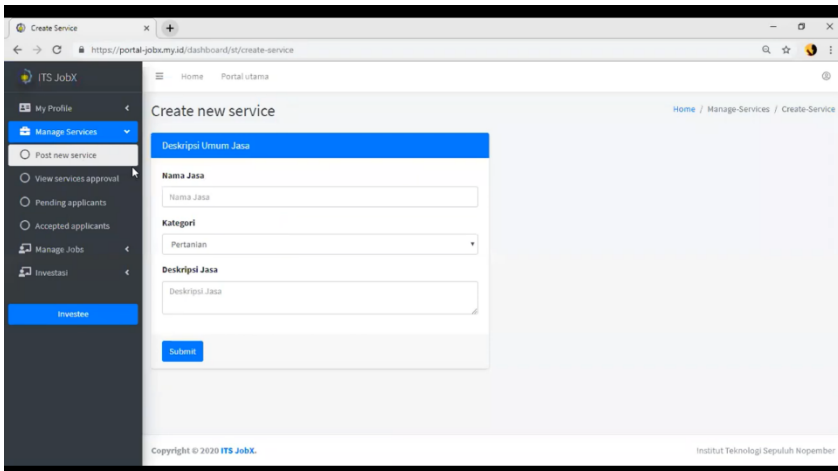 Create Service
https://portal-jobx.my.id/dashboard/st/create-service
ITS JobX
Home Portal utama
My Profile
Manage Services
Post new service
View services approval
Pending applicants
Accepted applicants
Manage Jobs
Investasi
Investee
Create new service
Home / Manage-Services / Create-Service
Deskripsi Umum Jasa
Nama Jasa
Nama Jasa
Kategori
Pertanian
Deskripsi Jasa
Deskripsi Jasa
Submit
Copyright © 2020 ITS JobX.
Institut Teknologi Sepuluh Nopember